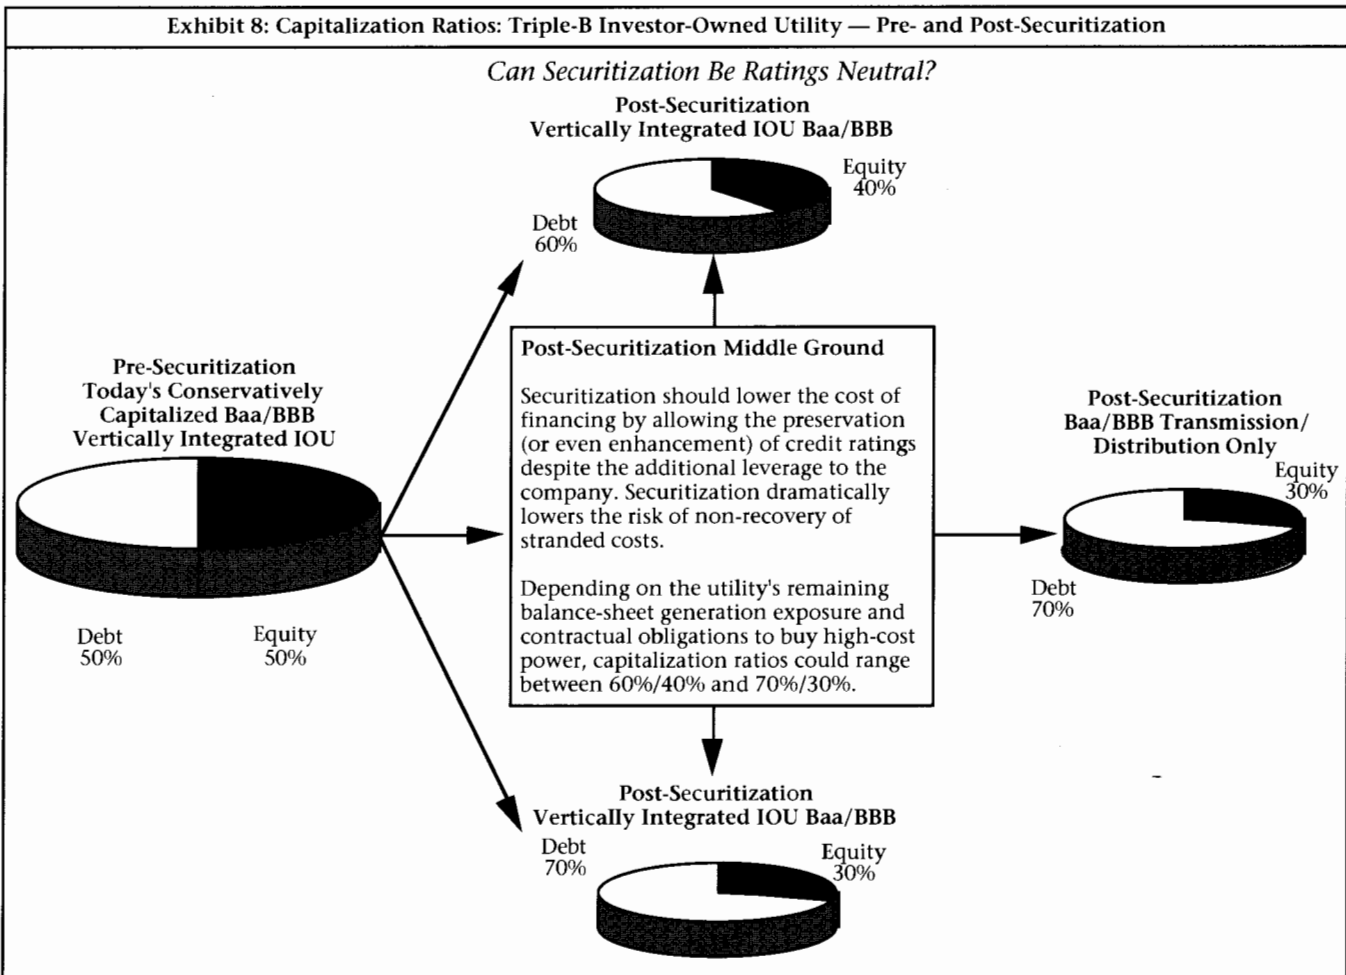 Exhibit 8: Capitalization Ratios: Triple-B Investor-Owned Utility — Pre- and Post-Securitization
Can Securitization Be Ratings Neutral?
Post-Securitization
Vertically Integrated IOU Baa/BBB
Equity
40%
Debt
60%
Pre-Securitization
Today's Conservatively
Capitalized Baa/BBB
Vertically Integrated IOU
Debt
50%
Equity
50%
Post-Securitization Middle Ground
Securitization should lower the cost of
financing by allowing the preservation
(or even enhancement) of credit ratings
despite the additional leverage to the
company. Securitization dramatically
lowers the risk of non-recovery of
stranded costs.
Depending on the utility's remaining
balance-sheet generation exposure and
contractual obligations to buy high-cost
power, capitalization ratios could range
between 60%/40% and 70%/30%.
Post-Securitization
Baa/BBB Transmission/
Distribution Only
Equity
30%
Debt
70%
Post-Securitization
Vertically Integrated IOU Baa/BBB
Debt
70%
Equity
30%